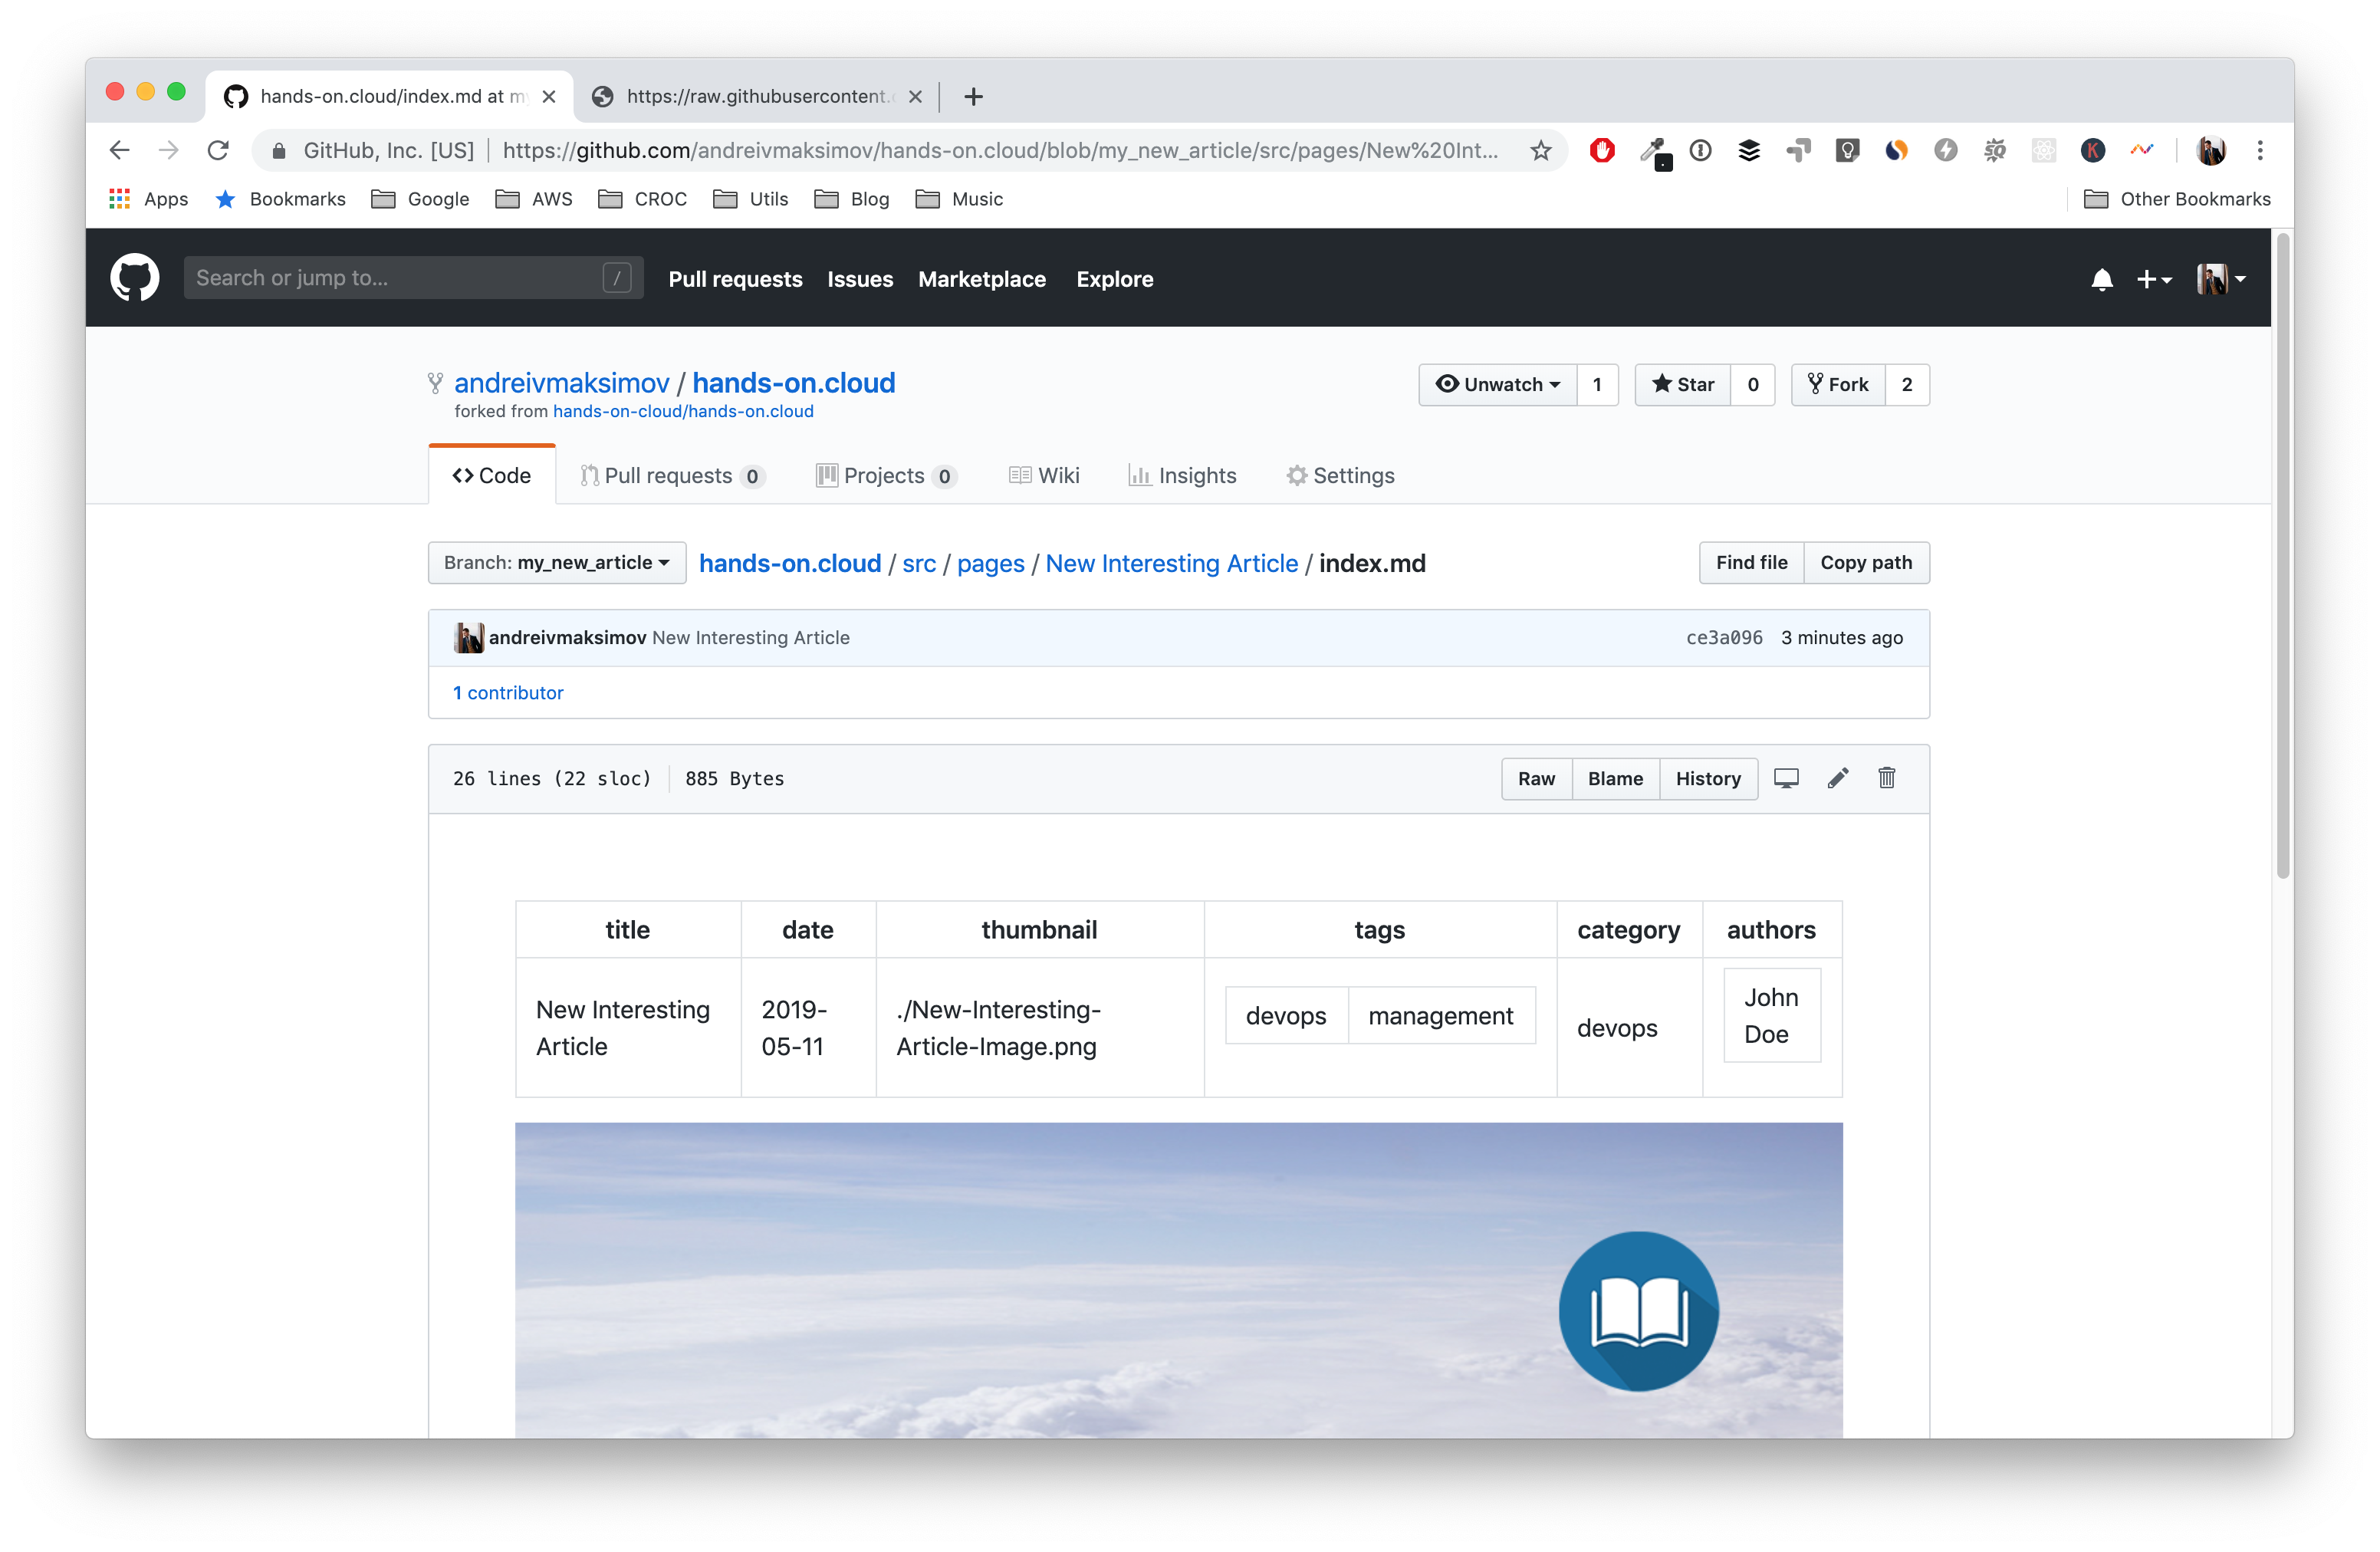 hands-on.cloud/index.md at my
https://raw.githubusercontent.
GitHub, Inc. [US] https://github.com/andreivmaksimov/hands-on.cloud/blob/my_new_article/src/pages/New%20Int...
Apps Bookmarks Google AWS CROC Utils Blog Music Other Bookmarks
Search or jump to... / Pull requests Issues Marketplace Explore
andreivmaksimov / hands-on.cloud Unwatch 1 Star 0 Fork 2
forked from hands-on-cloud/hands-on.cloud
Code Pull requests 0 Projects 0 Wiki Insights Settings
Branch: my_new_article hands-on.cloud / src / pages / New Interesting Article / index.md Find file Copy path
andreivmaksimov New Interesting Article ce3a096 3 minutes ago
1 contributor
26 lines (22 sloc) 885 Bytes Raw Blame History
title date thumbnail tags category authors
New Interesting Article 2019-05-11 ./New-Interesting-Article-Image.png devops management devops John Doe